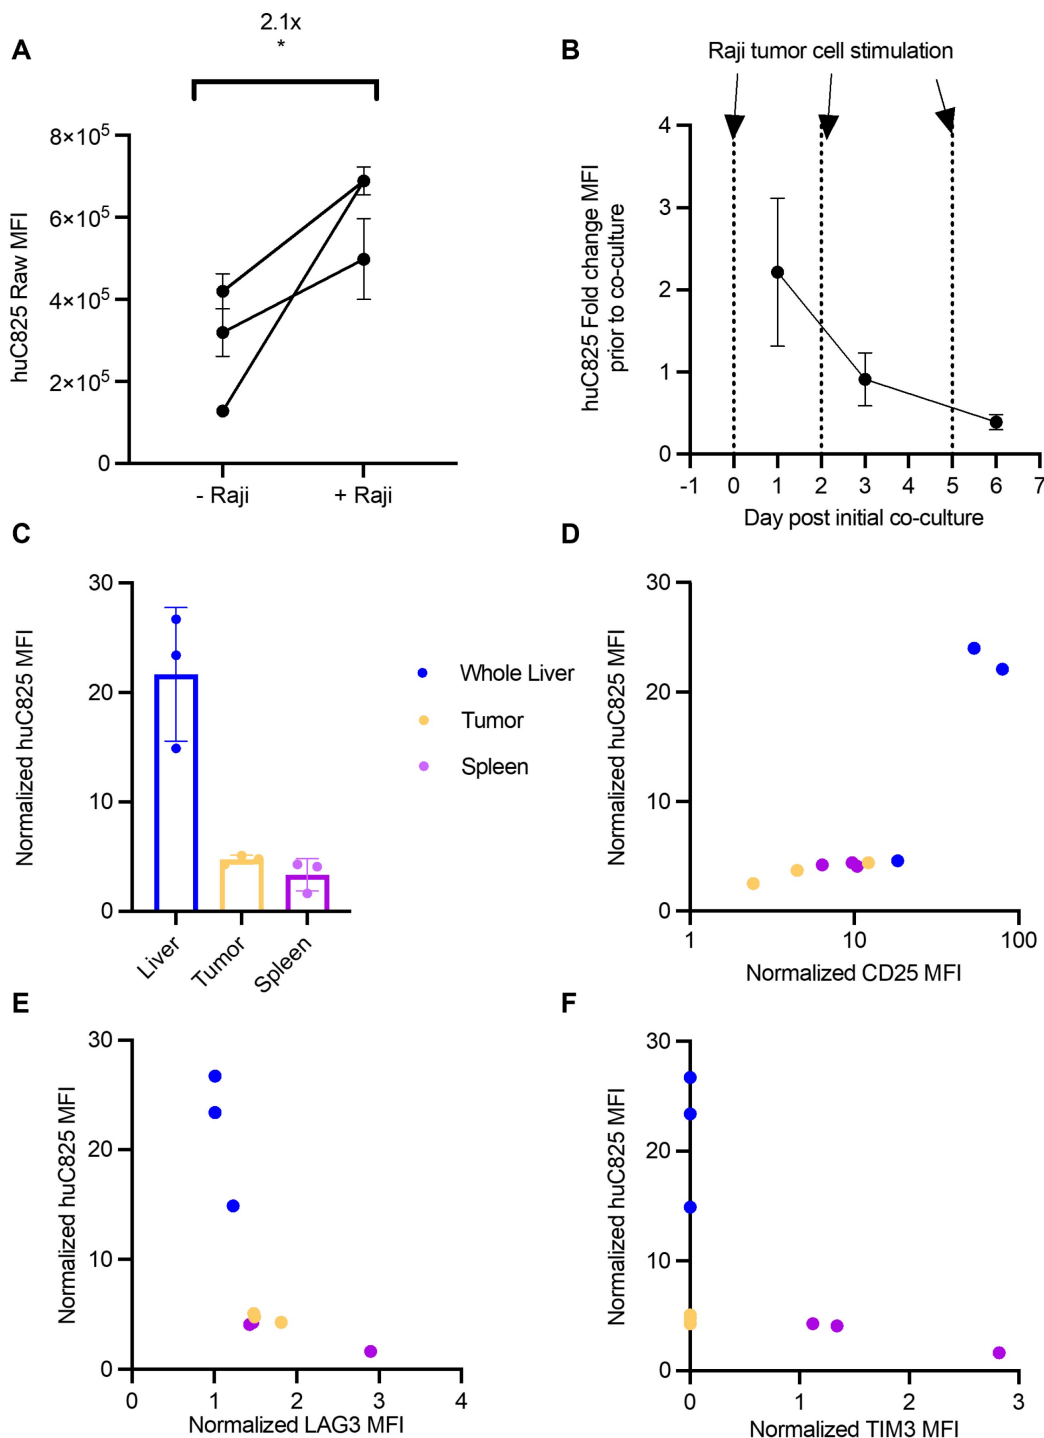 A
2.1x
*
huC825 Raw MFI
8×10⁵
6×10⁵
4×10⁵
2×10⁵
0
- Raji
+ Raji
B
Raji tumor cell stimulation
huC825 Fold change MFI
prior to co-culture
4
3
2
1
0
-1 0 1 2 3 4 5 6 7
Day post initial co-culture
C
Normalized huC825 MFI
30
20
10
0
Liver
Tumor
Spleen
Whole Liver
Tumor
Spleen
D
Normalized huC825 MFI
30
20
10
0
1 10 100
Normalized CD25 MFI
E
Normalized huC825 MFI
30
20
10
0
0 1 2 3 4
Normalized LAG3 MFI
F
Normalized huC825 MFI
30
20
10
0
0 1 2 3
Normalized TIM3 MFI